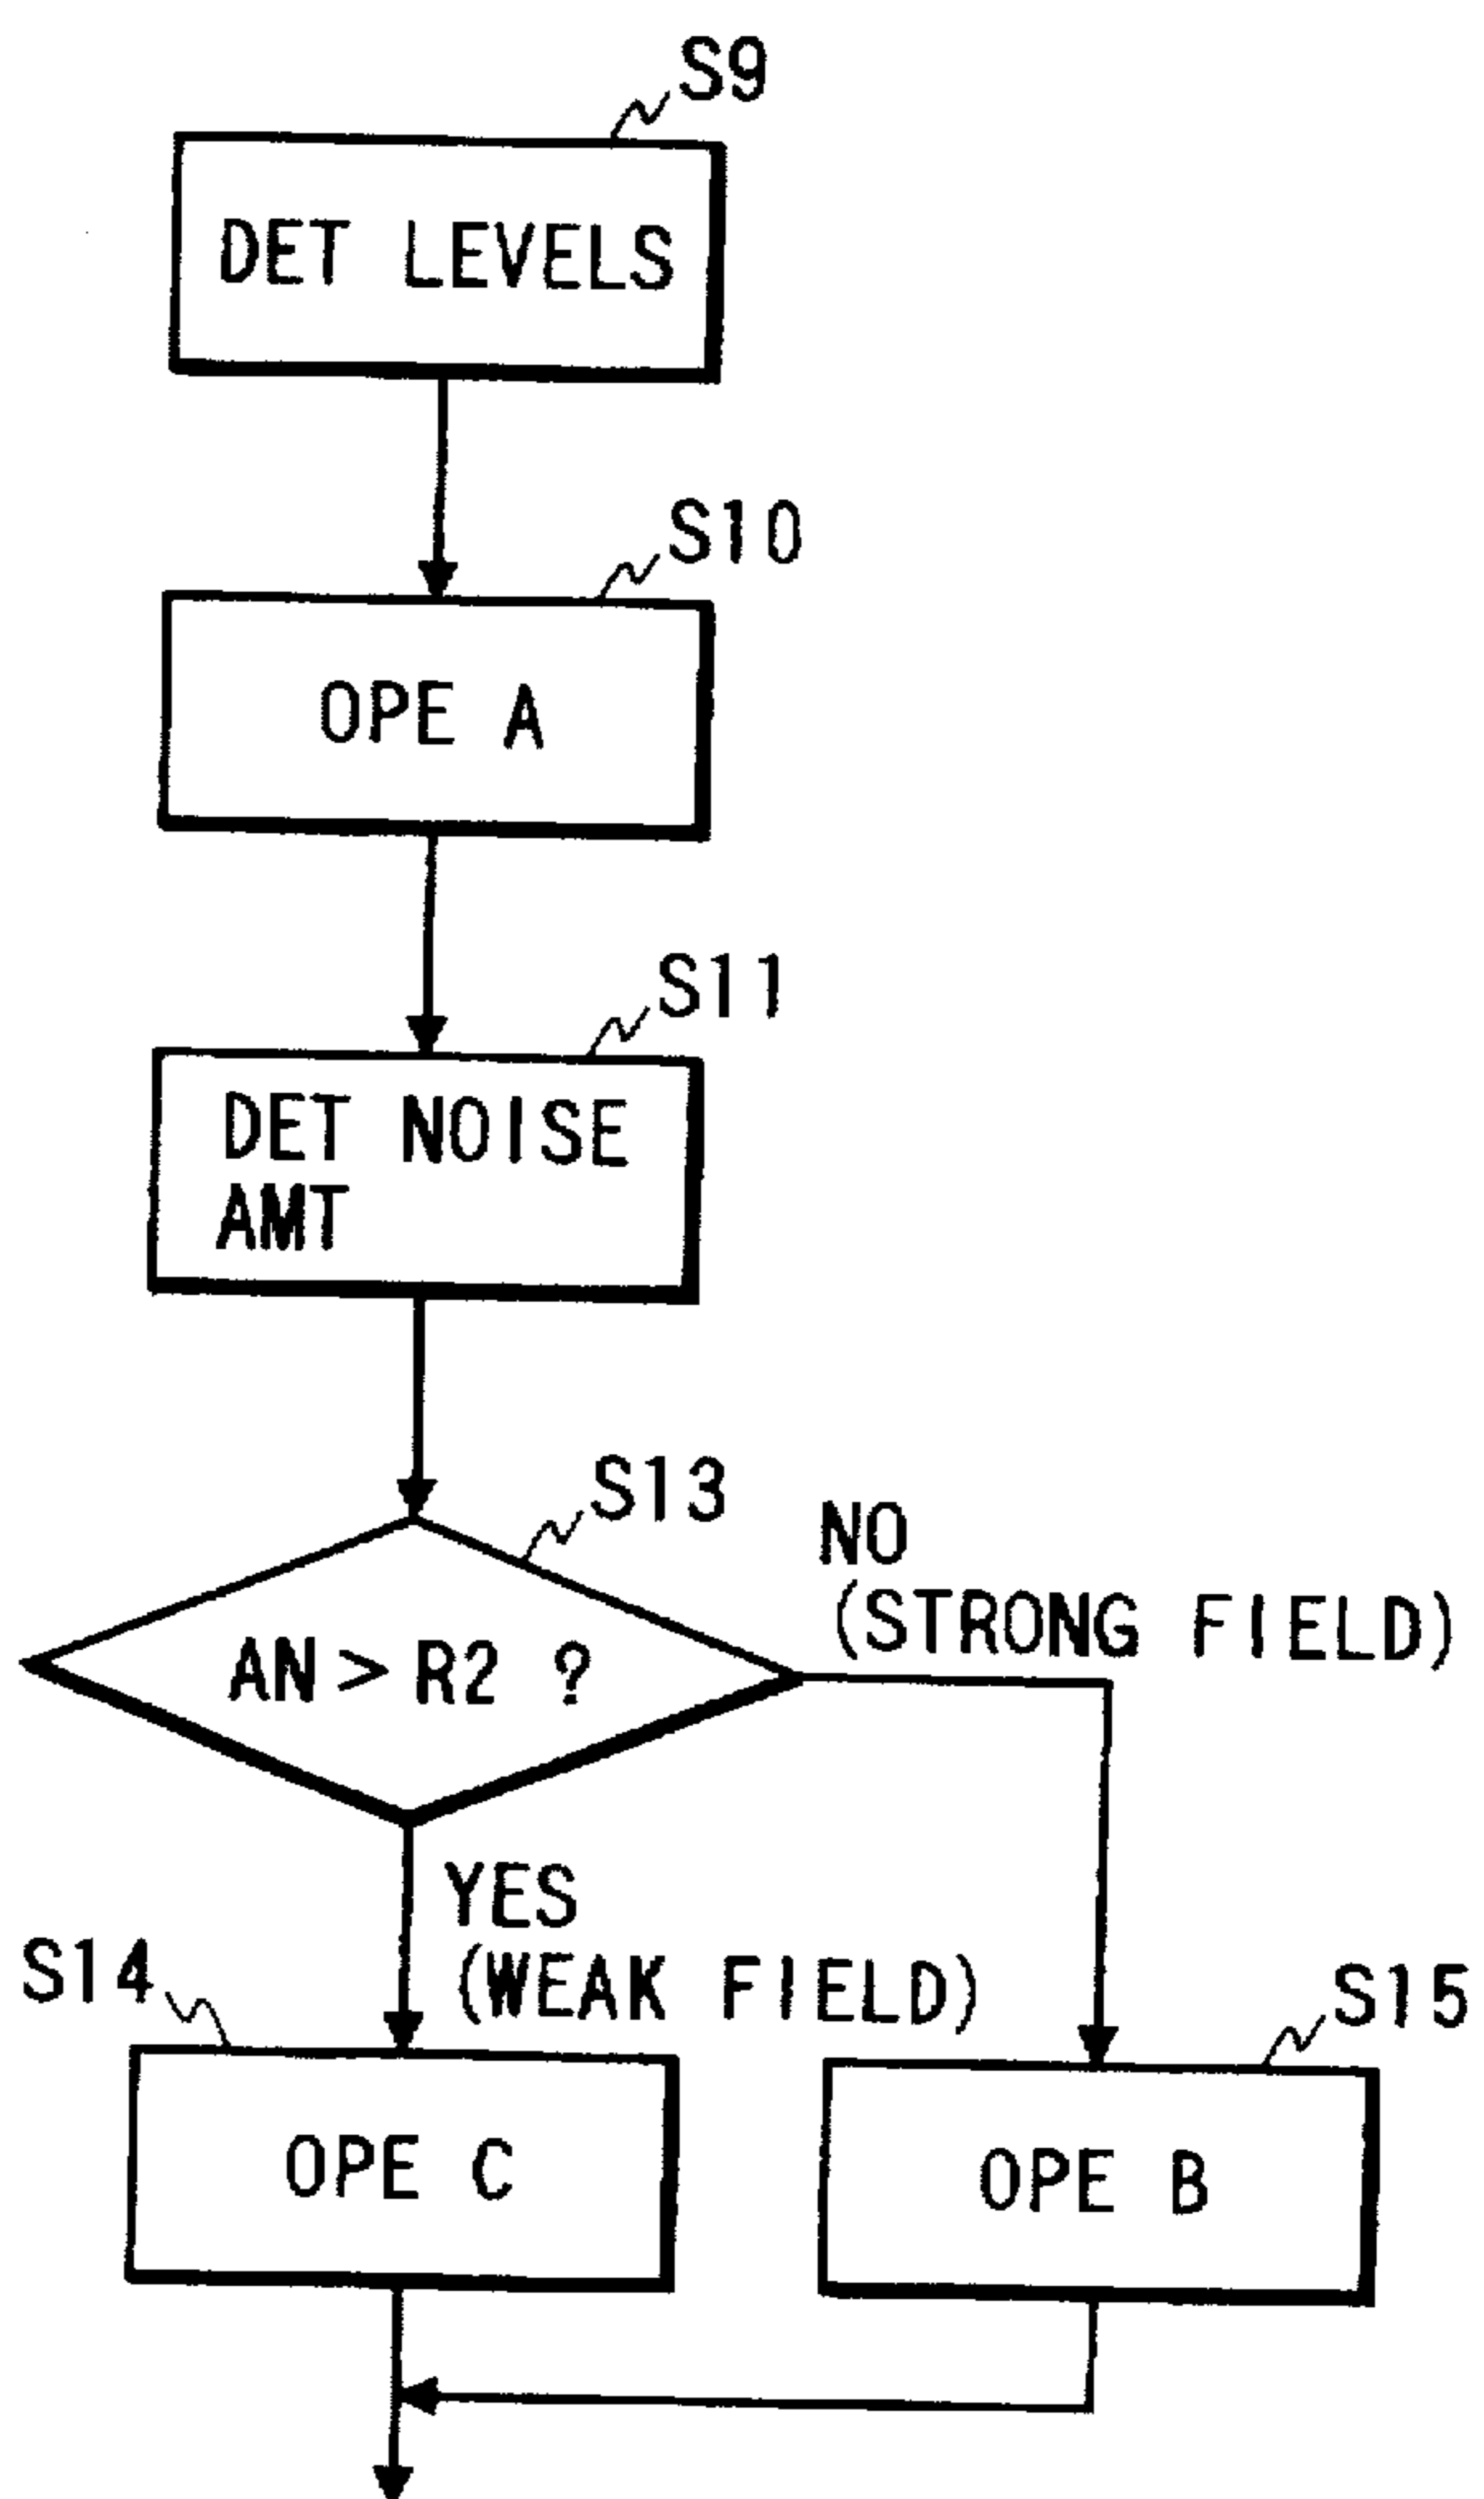 S9
DET LEVELS
S10
OPE A
S11
DET NOISE
AMT
S13
AN > R2 ?
NO
(STRONG FIELD)
YES
(WEAK FIELD)
S14
OPE C
S15
OPE B